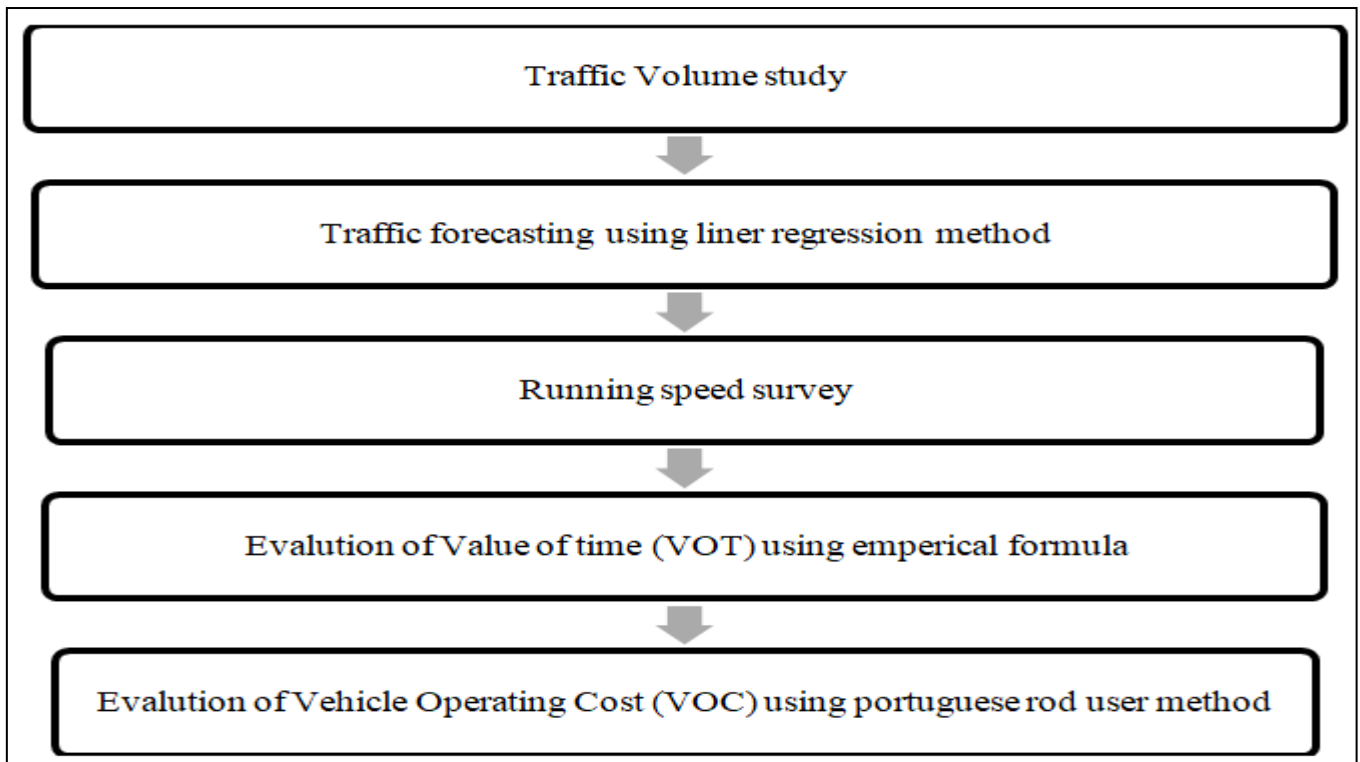 Traffic Volume study
Traffic forecasting using liner regression method
Running speed survey
Evalution of Value of time (VOT) using emperical formula
Evalution of Vehicle Operating Cost (VOC) using portuguese rod user method